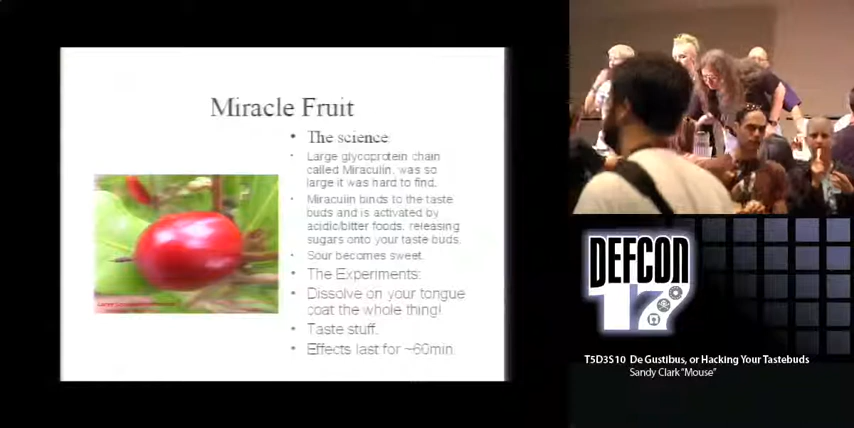 Miracle Fruit
• The science:
• Large glycoprotein chain
called Miraculin, was so
large it was hard to find.
• Miraculin binds to the taste
buds and is activated by
acidic/bitter foods, releasing
sugars onto your taste buds.
• Sour becomes sweet.
• The Experiments:
• Dissolve on your tongue
coat the whole thing!
• Taste stuff.
• Effects last for ~60min
DEFCON
17
T5D3S10 De Gustibus, or Hacking Your Tastebuds
Sandy Clark "Mouse"